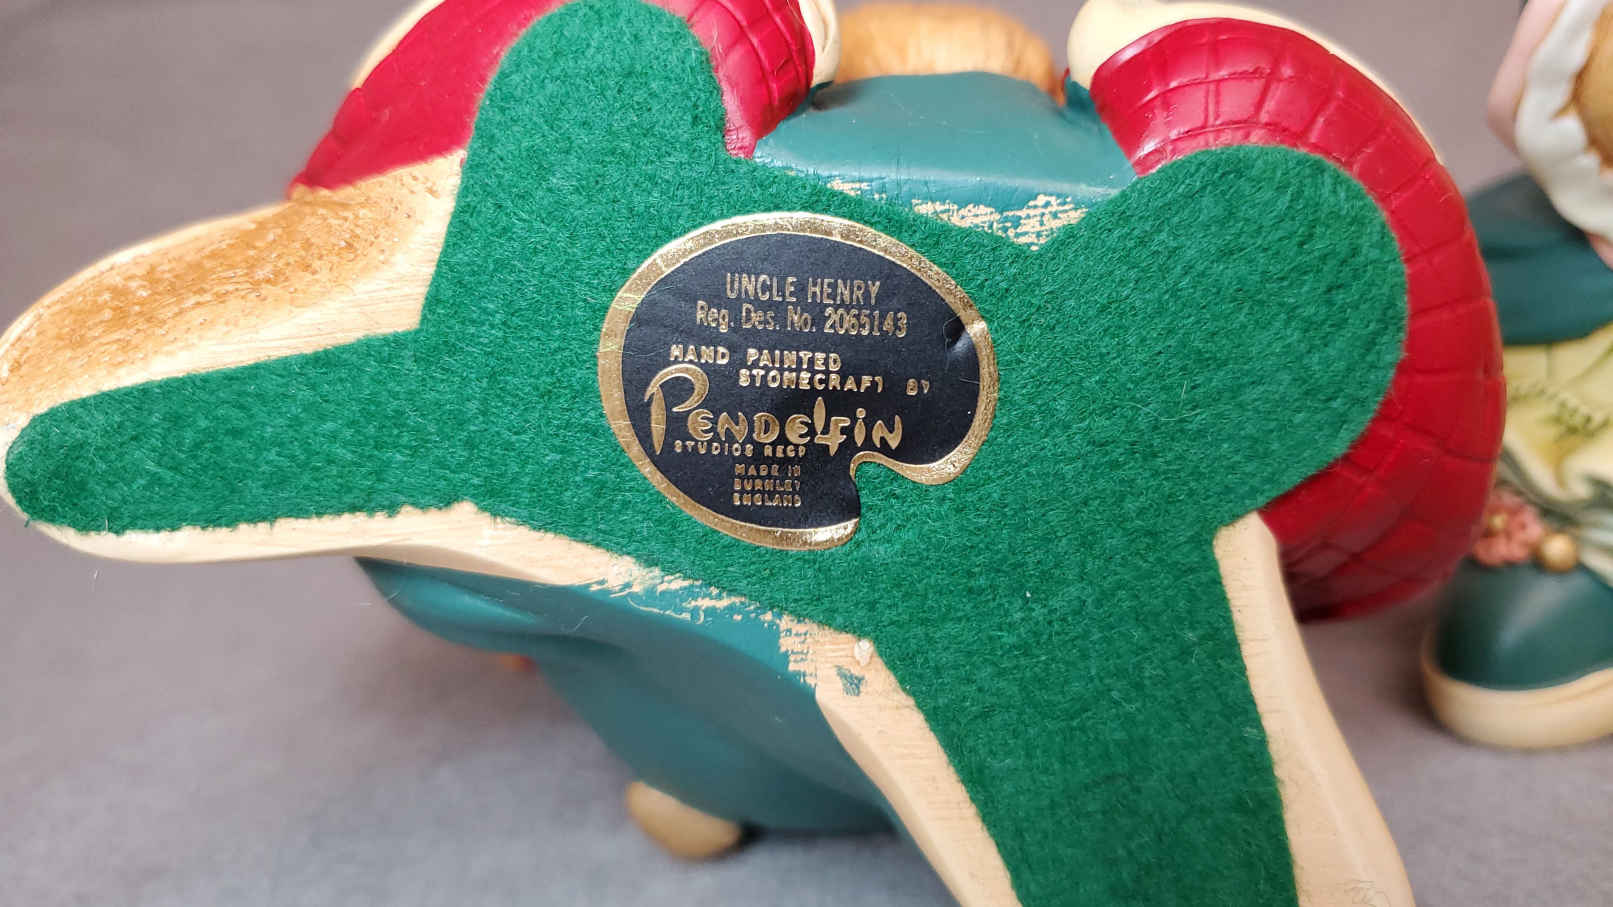 UNCLE HENRY
Reg. Des. No. 2065143
HAND PAINTED
STONECRAFT BY
PENDELFIN
STUDIOS REGD
MADE IN
BURNLEY
ENGLAND